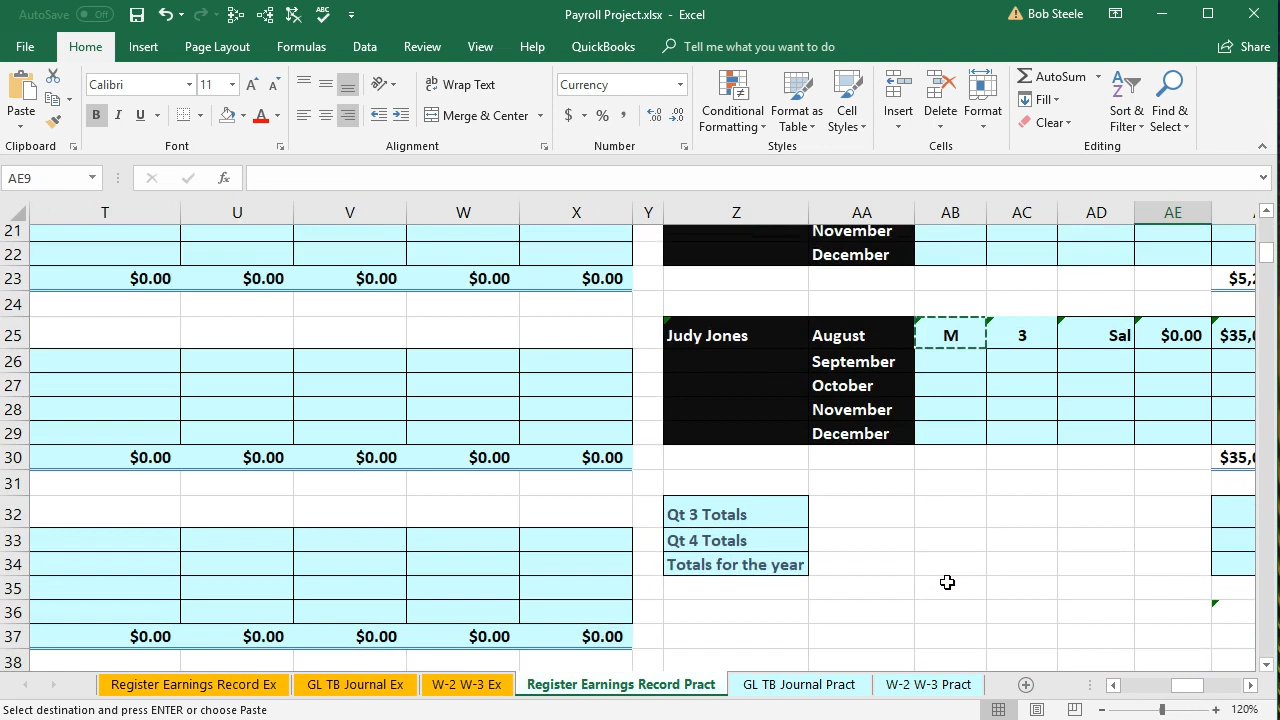 AutoSave Off Payroll Project.xlsx - Excel Bob Steele
File Home Insert Page Layout Formulas Data Review View Help QuickBooks Tell me what you want to do Share
Paste Calibri 11 Wrap Text Currency Conditional Formatting Format as Table Cell Styles Insert Delete Format AutoSum Sort & Filter Find & Select
B I U Merge & Center $ % , Fill Clear
Clipboard Font Alignment Number Styles Cells Editing
AE9 fx
T U V W X Y Z AA AB AC AD AE
21 November
22 December
23 $0.00 $0.00 $0.00 $0.00 $0.00 $5,2
24
25 Judy Jones August M 3 Sal $0.00 $35,0
26 September
27 October
28 November
29 December
30 $0.00 $0.00 $0.00 $0.00 $0.00 $35,0
31
32 Qt 3 Totals
33 Qt 4 Totals
34 Totals for the year
35
36
37 $0.00 $0.00 $0.00 $0.00 $0.00
38
Register Earnings Record Ex GL TB Journal Ex W-2 W-3 Ex Register Earnings Record Pract GL TB Journal Pract W-2 W-3 Pract
Select destination and press ENTER or choose Paste 120%